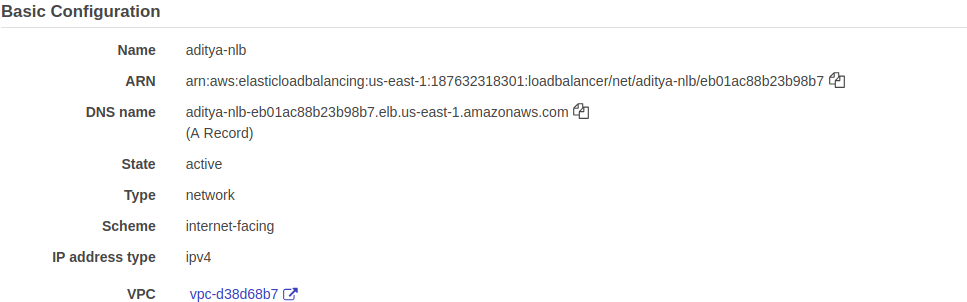 Basic Configuration
Name aditya-nlb
ARN arn:aws:elasticloadbalancing:us-east-1:187632318301:loadbalancer/net/aditya-nlb/eb01ac88b23b98b7
DNS name aditya-nlb-eb01ac88b23b98b7.elb.us-east-1.amazonaws.com
(A Record)
State active
Type network
Scheme internet-facing
IP address type ipv4
VPC vpc-d38d68b7